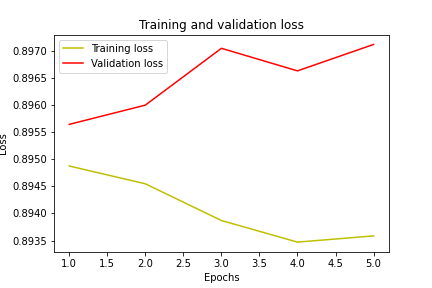 Training and validation loss
Training loss
Validation loss
0.8970
0.8965
0.8960
0.8955
0.8950
0.8945
0.8940
0.8935
Loss
1.0 1.5 2.0 2.5 3.0 3.5 4.0 4.5 5.0
Epochs